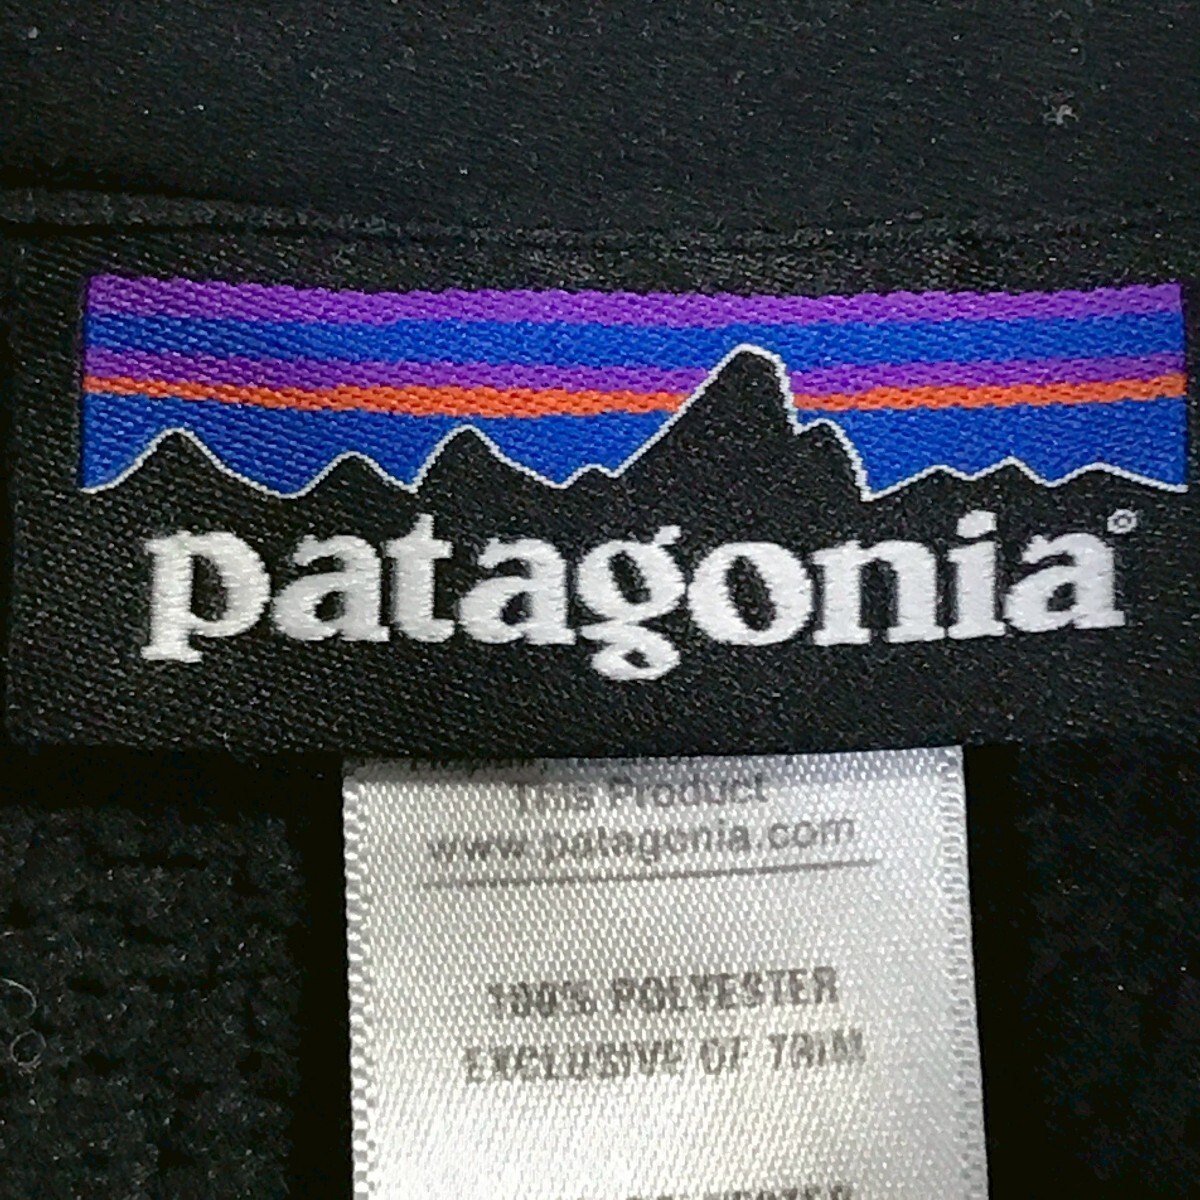 patagonia®
This Product
www.patagonia.com
100% POLYESTER
EXCLUSIVE OF TRIM